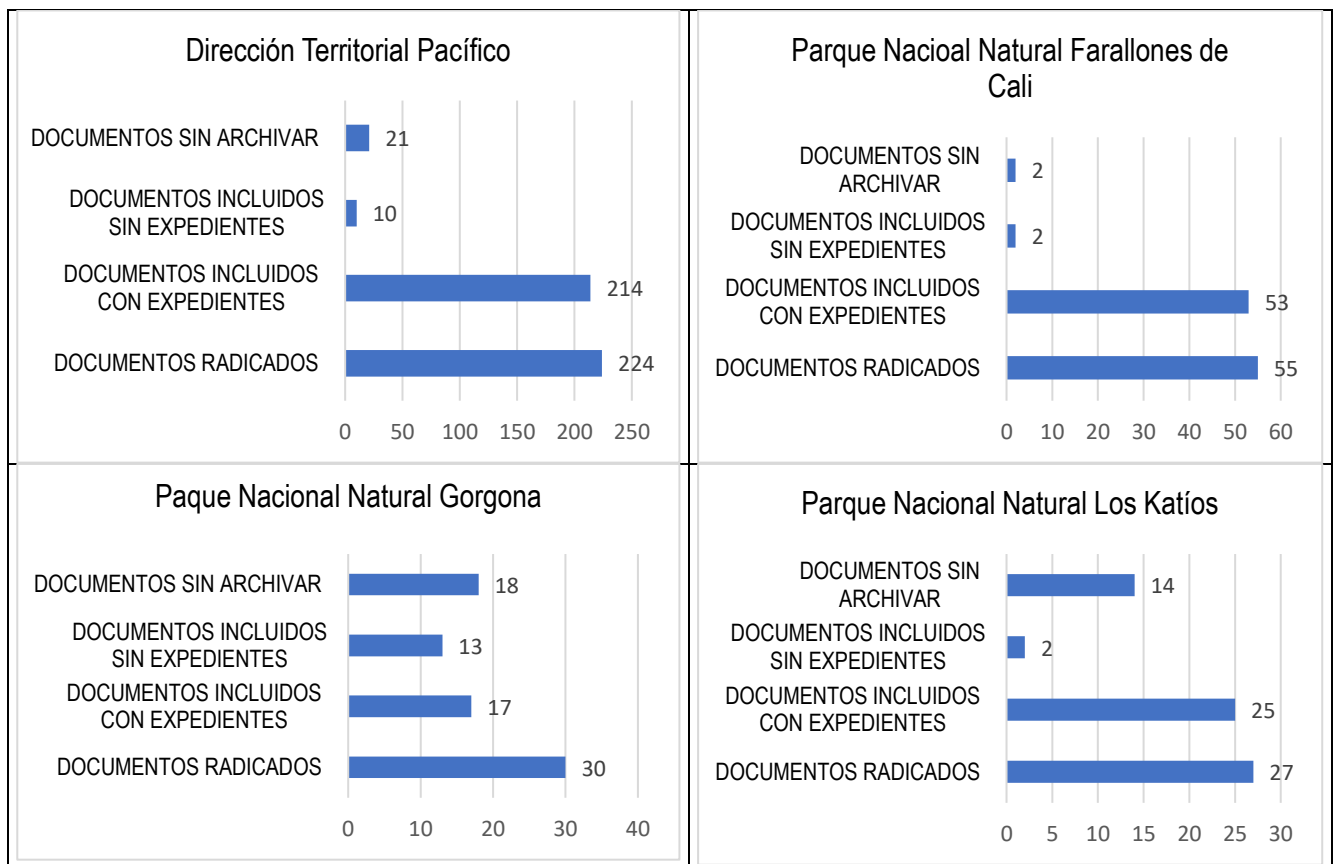 Dirección Territorial Pacífico
DOCUMENTOS SIN ARCHIVAR
21
DOCUMENTOS INCLUIDOS
SIN EXPEDIENTES
10
DOCUMENTOS INCLUIDOS
CON EXPEDIENTES
214
DOCUMENTOS RADICADOS
224
0 50 100 150 200 250
Parque Nacioal Natural Farallones de
Cali
DOCUMENTOS SIN
ARCHIVAR
2
DOCUMENTOS INCLUIDOS
SIN EXPEDIENTES
2
DOCUMENTOS INCLUIDOS
CON EXPEDIENTES
53
DOCUMENTOS RADICADOS
55
0 10 20 30 40 50 60
Paque Nacional Natural Gorgona
DOCUMENTOS SIN ARCHIVAR
18
DOCUMENTOS INCLUIDOS
SIN EXPEDIENTES
13
DOCUMENTOS INCLUIDOS
CON EXPEDIENTES
17
DOCUMENTOS RADICADOS
30
0 10 20 30 40
Parque Nacional Natural Los Katíos
DOCUMENTOS SIN
ARCHIVAR
14
DOCUMENTOS INCLUIDOS
SIN EXPEDIENTES
2
DOCUMENTOS INCLUIDOS
CON EXPEDIENTES
25
DOCUMENTOS RADICADOS
27
0 5 10 15 20 25 30